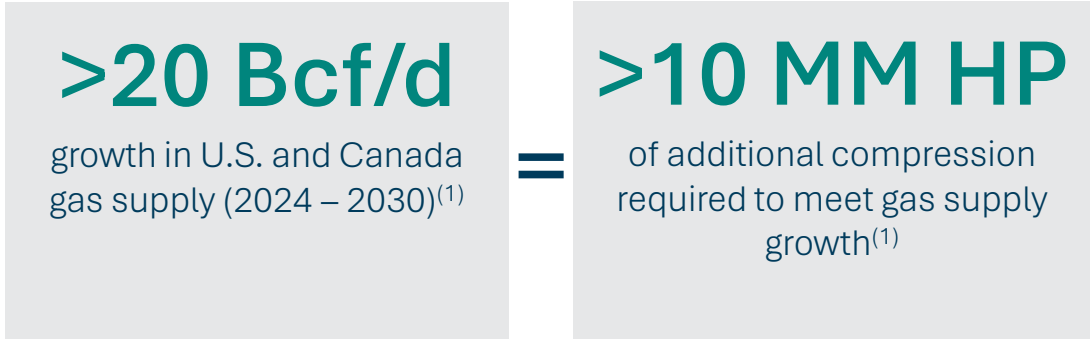 >20 Bcf/d
growth in U.S. and Canada
gas supply (2024 – 2030)(1)
=
>10 MM HP
of additional compression
required to meet gas supply
growth(1)